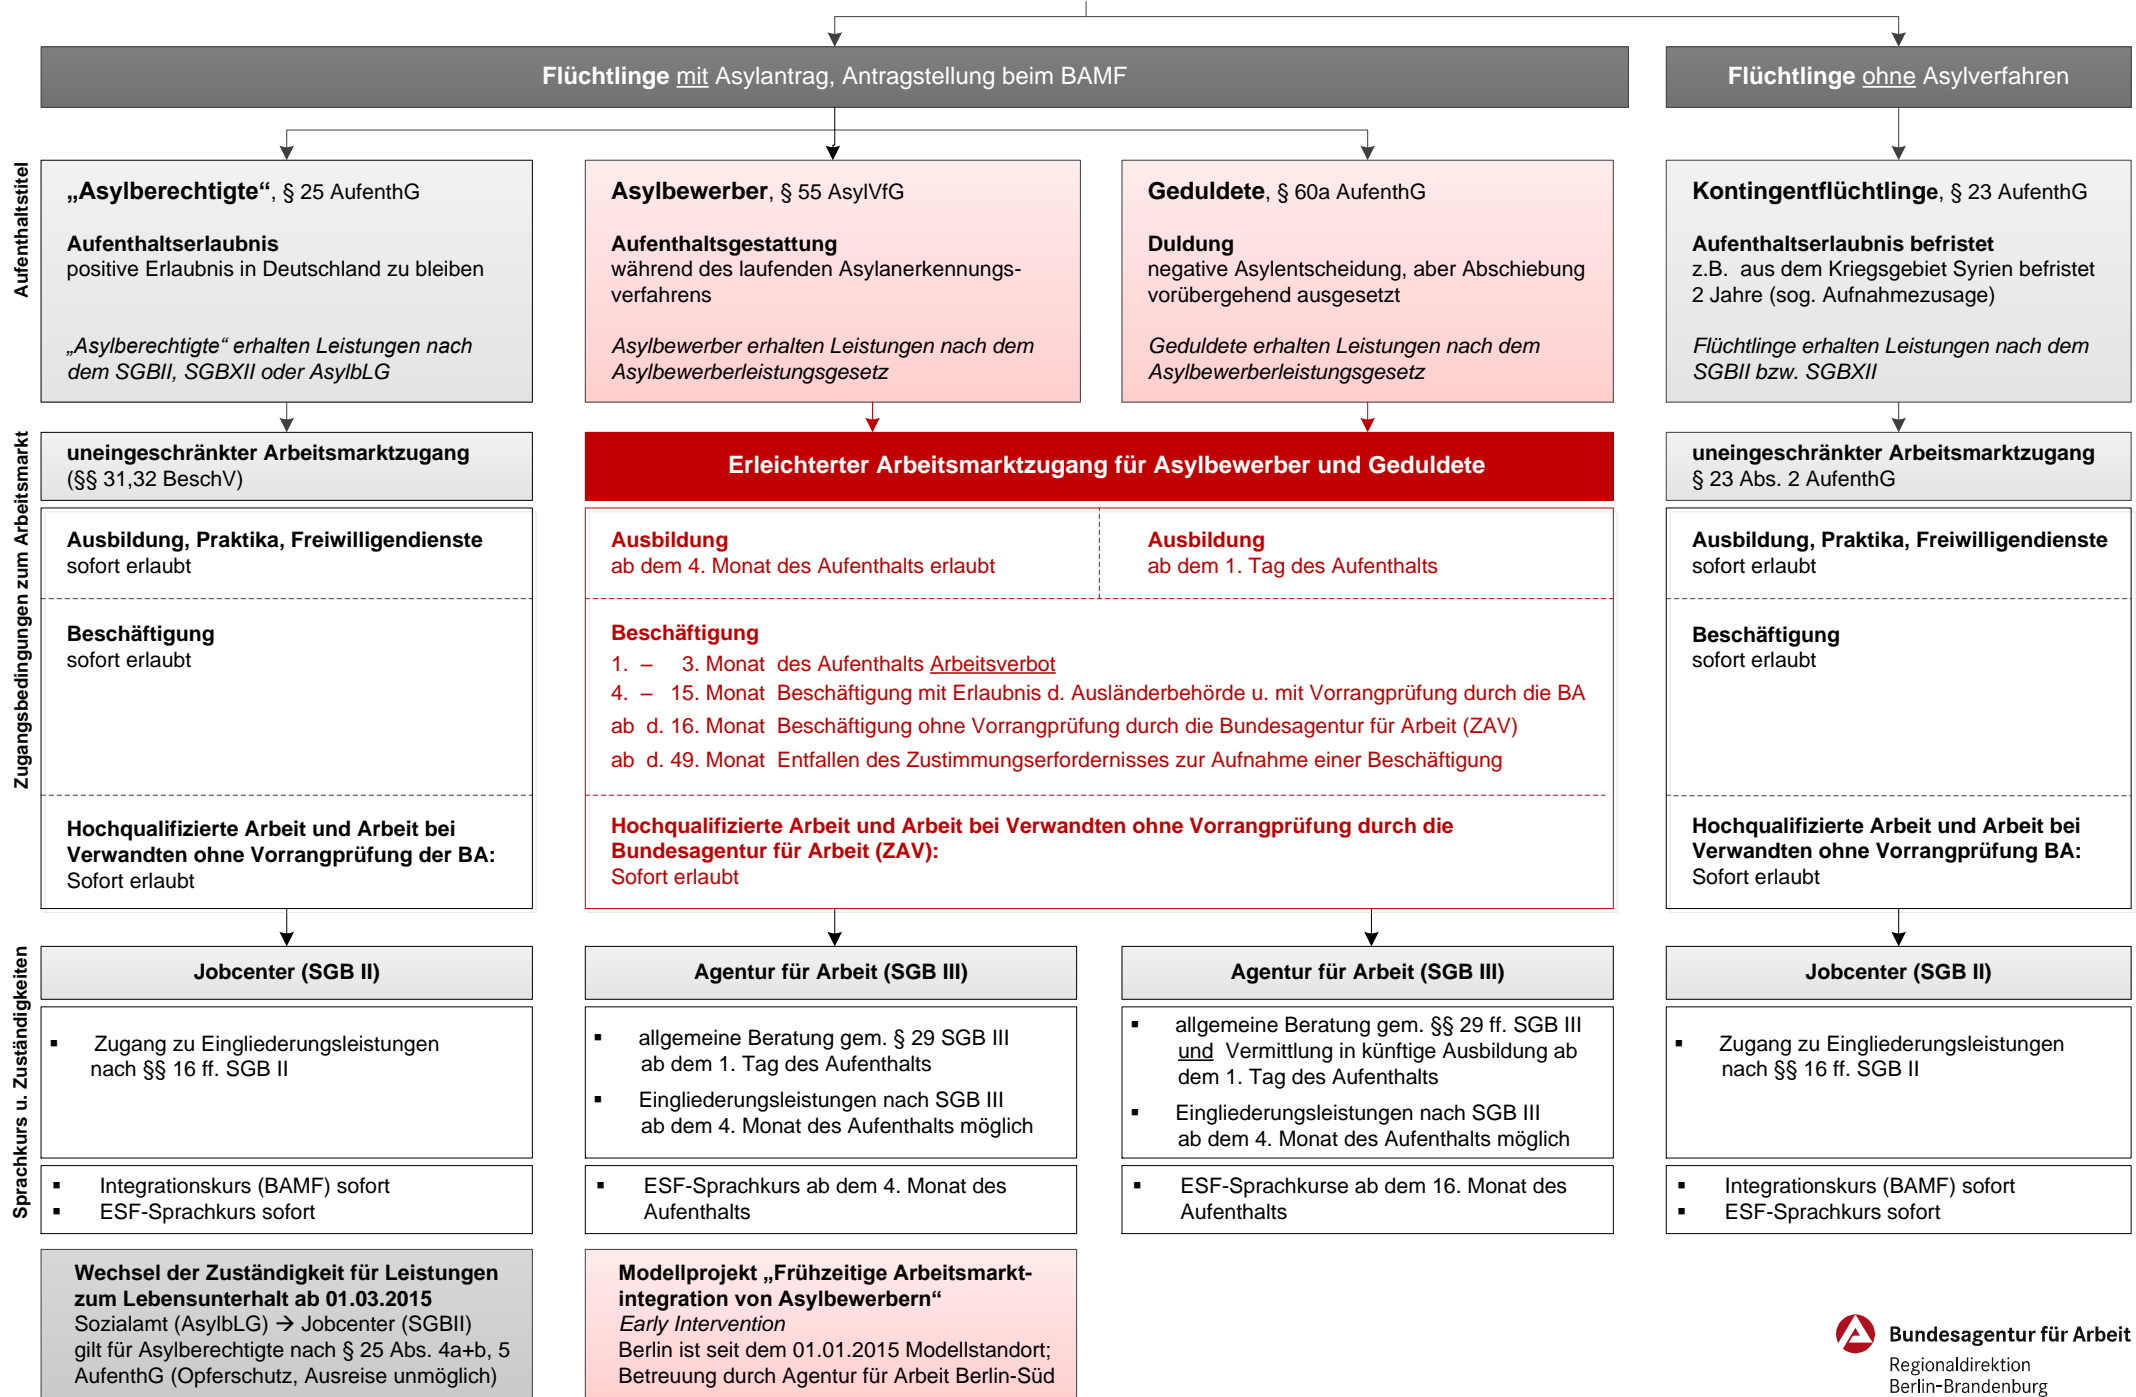 Flüchtlinge mit Asylantrag, Antragstellung beim BAMF
Flüchtlinge ohne Asylverfahren
Aufenthaltstitel
„Asylberechtigte“, § 25 AufenthG
Aufenthaltserlaubnis
positive Erlaubnis in Deutschland zu bleiben
„Asylberechtigte“ erhalten Leistungen nach
dem SGBII, SGBXII oder AsylbLG
Asylbewerber, § 55 AsylVfG
Aufenthaltsgestattung
während des laufenden Asylanerkennungs-
verfahrens
Asylbewerber erhalten Leistungen nach dem
Asylbewerberleistungsgesetz
Geduldete, § 60a AufenthG
Duldung
negative Asylentscheidung, aber Abschiebung
vorübergehend ausgesetzt
Geduldete erhalten Leistungen nach dem
Asylbewerberleistungsgesetz
Kontingentflüchtlinge, § 23 AufenthG
Aufenthaltserlaubnis befristet
z.B. aus dem Kriegsgebiet Syrien befristet
2 Jahre (sog. Aufnahmezusage)
Flüchtlinge erhalten Leistungen nach dem
SGBII bzw. SGBXII
Zugangsbedingungen zum Arbeitsmarkt
uneingeschränkter Arbeitsmarktzugang
(§§ 31,32 BeschV)
Erleichterter Arbeitsmarktzugang für Asylbewerber und Geduldete
uneingeschränkter Arbeitsmarktzugang
§ 23 Abs. 2 AufenthG
Ausbildung, Praktika, Freiwilligendienste
sofort erlaubt
Beschäftigung
sofort erlaubt
Hochqualifizierte Arbeit und Arbeit bei
Verwandten ohne Vorrangprüfung der BA:
Sofort erlaubt
Ausbildung
ab dem 4. Monat des Aufenthalts erlaubt
Ausbildung
ab dem 1. Tag des Aufenthalts
Beschäftigung
1. – 3. Monat des Aufenthalts Arbeitsverbot
4. – 15. Monat Beschäftigung mit Erlaubnis d. Ausländerbehörde u. mit Vorrangprüfung durch die BA
ab d. 16. Monat Beschäftigung ohne Vorrangprüfung durch die Bundesagentur für Arbeit (ZAV)
ab d. 49. Monat Entfallen des Zustimmungserfordernisses zur Aufnahme einer Beschäftigung
Hochqualifizierte Arbeit und Arbeit bei Verwandten ohne Vorrangprüfung durch die
Bundesagentur für Arbeit (ZAV):
Sofort erlaubt
Ausbildung, Praktika, Freiwilligendienste
sofort erlaubt
Beschäftigung
sofort erlaubt
Hochqualifizierte Arbeit und Arbeit bei
Verwandten ohne Vorrangprüfung BA:
Sofort erlaubt
Sprachkurs u. Zuständigkeiten
Jobcenter (SGB II)
▪ Zugang zu Eingliederungsleistungen
nach §§ 16 ff. SGB II
▪ Integrationskurs (BAMF) sofort
▪ ESF-Sprachkurs sofort
Agentur für Arbeit (SGB III)
▪ allgemeine Beratung gem. § 29 SGB III
ab dem 1. Tag des Aufenthalts
▪ Eingliederungsleistungen nach SGB III
ab dem 4. Monat des Aufenthalts möglich
▪ ESF-Sprachkurs ab dem 4. Monat des
Aufenthalts
Agentur für Arbeit (SGB III)
▪ allgemeine Beratung gem. §§ 29 ff. SGB III
und Vermittlung in künftige Ausbildung ab
dem 1. Tag des Aufenthalts
▪ Eingliederungsleistungen nach SGB III
ab dem 4. Monat des Aufenthalts möglich
▪ ESF-Sprachkurse ab dem 16. Monat des
Aufenthalts
Jobcenter (SGB II)
▪ Zugang zu Eingliederungsleistungen
nach §§ 16 ff. SGB II
▪ Integrationskurs (BAMF) sofort
▪ ESF-Sprachkurs sofort
Wechsel der Zuständigkeit für Leistungen
zum Lebensunterhalt ab 01.03.2015
Sozialamt (AsylbLG) → Jobcenter (SGBII)
gilt für Asylberechtigte nach § 25 Abs. 4a+b, 5
AufenthG (Opferschutz, Ausreise unmöglich)
Modellprojekt „Frühzeitige Arbeitsmarkt-
integration von Asylbewerbern“
Early Intervention
Berlin ist seit dem 01.01.2015 Modellstandort;
Betreuung durch Agentur für Arbeit Berlin-Süd
Bundesagentur für Arbeit
Regionaldirektion
Berlin-Brandenburg